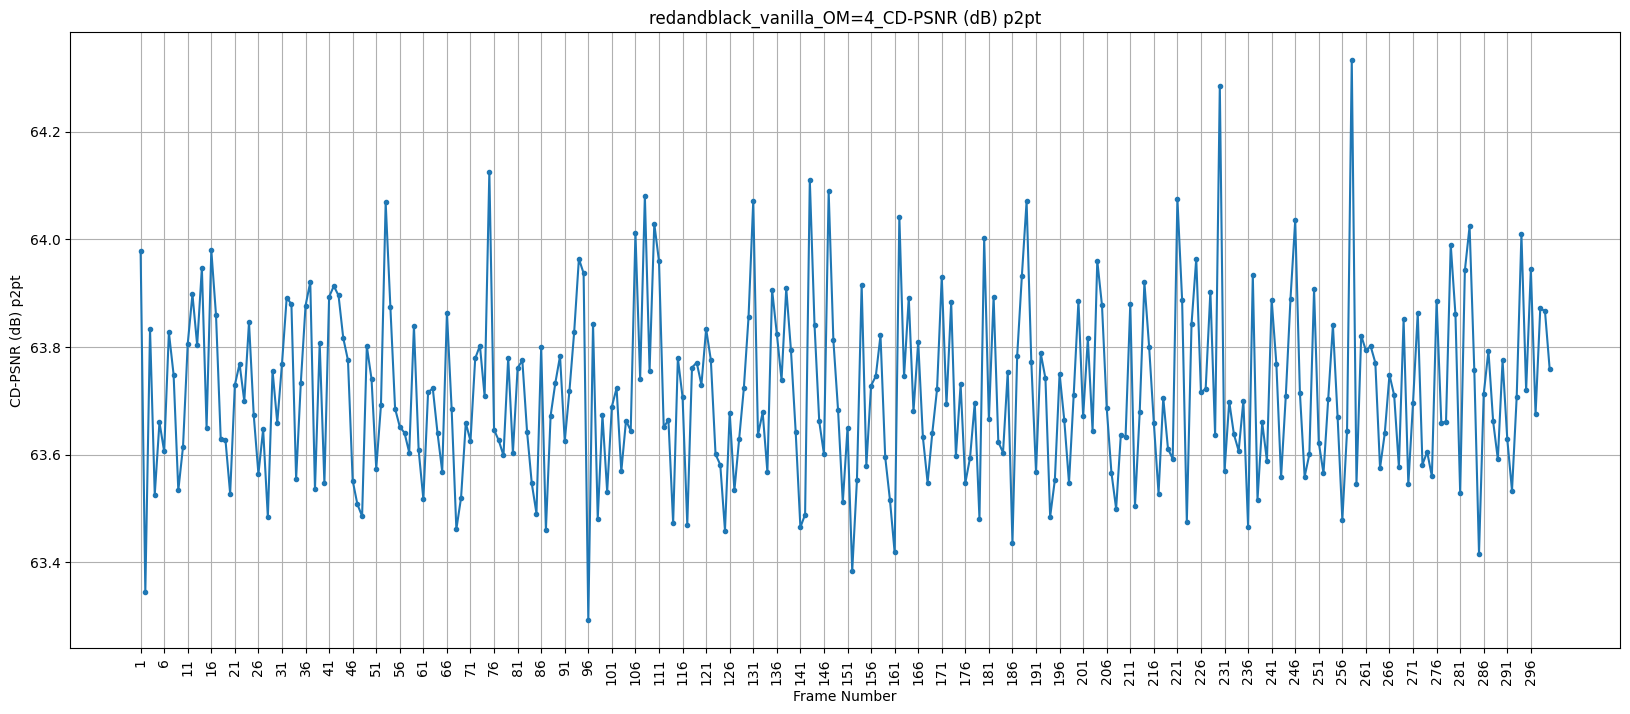 redandblack_vanilla_OM=4_CD-PSNR (dB) p2pt
CD-PSNR (dB) p2pt
64.2
64.0
63.8
63.6
63.4
1 6 11 16 21 26 31 36 41 46 51 56 61 66 71 76 81 86 91 96 101 106 111 116 121 126 131 136 141 146 151 156 161 166 171 176 181 186 191 196 201 206 211 216 221 226 231 236 241 246 251 256 261 266 271 276 281 286 291 296
Frame Number